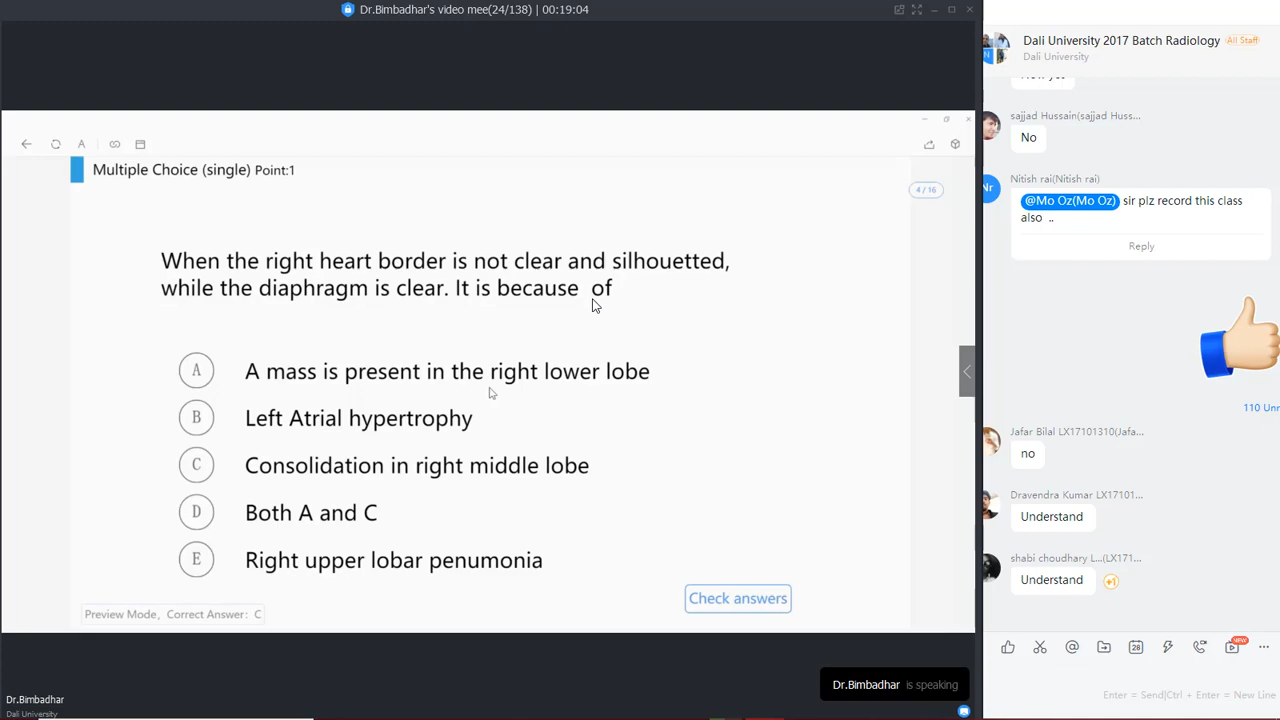 Dr.Bimbadhar's video mee(24/138) | 00:19:04
Multiple Choice (single) Point:1
4 / 16
When the right heart border is not clear and silhouetted,
while the diaphragm is clear. It is because of
A A mass is present in the right lower lobe
B Left Atrial hypertrophy
C Consolidation in right middle lobe
D Both A and C
E Right upper lobar penumonia
Check answers
Preview Mode, Correct Answer: C
Dr.Bimbadhar is speaking
Dr.Bimbadhar
Dali University
Dali University 2017 Batch Radiology All Staff
Dali University
sajjad Hussain(sajjad Huss...
No
Nitish rai(Nitish rai)
Nr
@Mo Oz(Mo Oz) sir plz record this class
also ..
Reply
110 Unr
Jafar Bilal LX17101310(Jafa...
no
Dravendra Kumar LX17101...
Understand
shabi choudhary L...(LX171...
Understand +1
28
NEW
Enter = Send|Ctrl + Enter = New Line